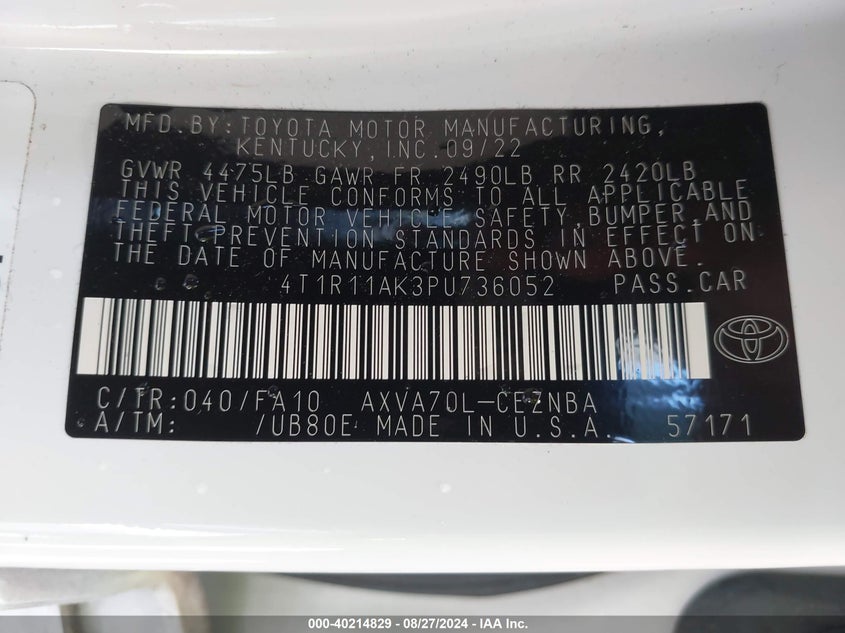 MFD.BY:TOYOTA MOTOR MANUFACTURING,
KENTUCKY,INC.09/22
GVWR 4475LB GAWR FR 2490LB RR 2420LB
THIS VEHICLE CONFORMS TO ALL APPLICABLE
FEDERAL MOTOR VEHICLE SAFETY,BUMPER,AND
THEFT PREVENTION STANDARDS IN EFFECT ON
THE DATE OF MANUFACTURE SHOWN ABOVE.
4T1R11AK3PU736052 PASS.CAR
C/TR:040/FA10 AXVA70L-CEZNBA
A/TM: /UB80E MADE IN U.S.A. 57171
000-40214829 - 08/27/2024 - IAA Inc.